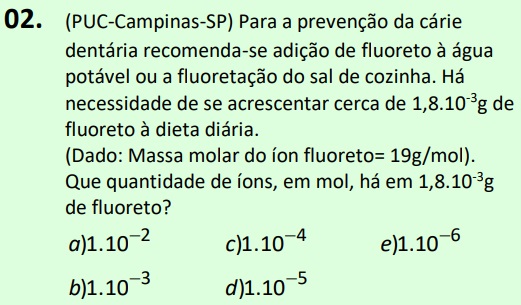 02. (PUC-Campinas-SP) Para a prevenção da cárie
dentária recomenda-se adição de fluoreto à água
potável ou a fluoretação do sal de cozinha. Há
necessidade de se acrescentar cerca de 1,8.10⁻³g de
fluoreto à dieta diária.
(Dado: Massa molar do íon fluoreto= 19g/mol).
Que quantidade de íons, em mol, há em 1,8.10⁻³g
de fluoreto?
a)1.10⁻² c)1.10⁻⁴ e)1.10⁻⁶
b)1.10⁻³ d)1.10⁻⁵